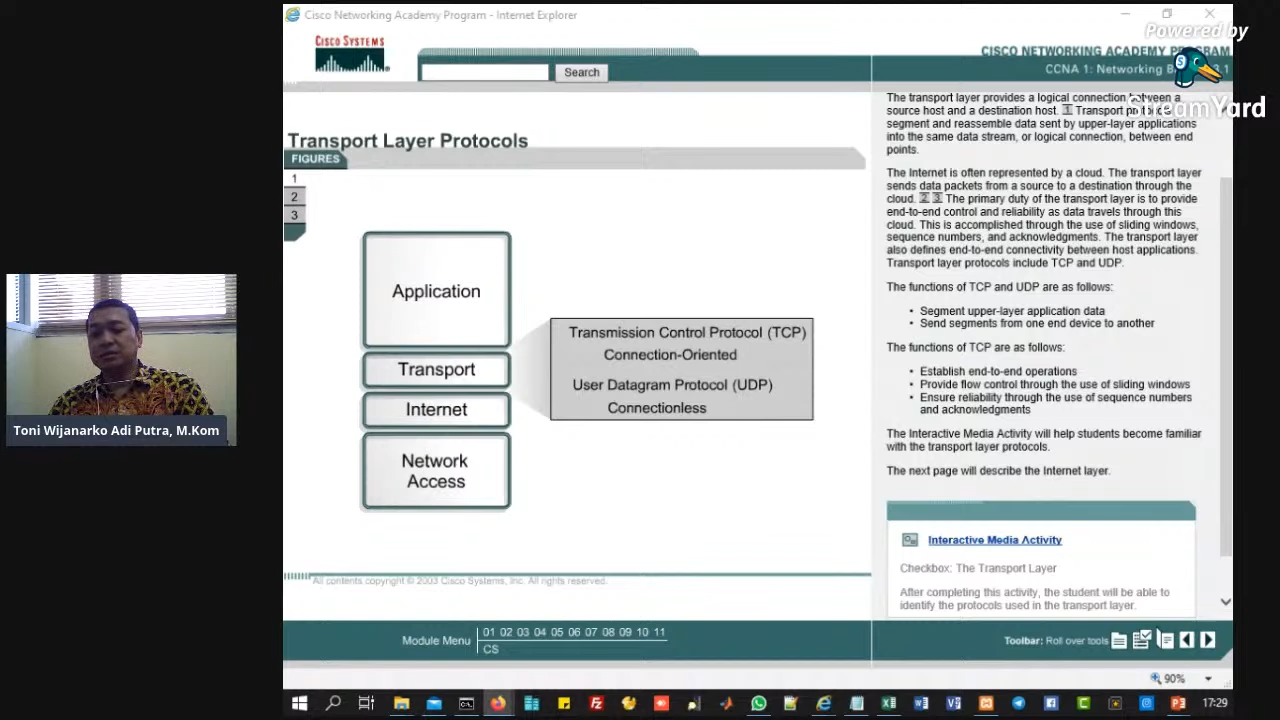 Cisco Networking Academy Program - Internet Explorer
Powered by
StreamYard
CISCO SYSTEMS
Search
CISCO NETWORKING ACADEMY PROGRAM
CCNA 1: Networking
Transport Layer Protocols
FIGURES
1
2
3
Application
Transport
Internet
Network
Access
Transmission Control Protocol (TCP)
Connection-Oriented
User Datagram Protocol (UDP)
Connectionless
The transport layer provides a logical connection between a
source host and a destination host. 1 Transport
segment and reassemble data sent by upper-layer applications
into the same data stream, or logical connection, between end
points.
The Internet is often represented by a cloud. The transport layer
sends data packets from a source to a destination through the
cloud. 2 3 The primary duty of the transport layer is to provide
end-to-end control and reliability as data travels through this
cloud. This is accomplished through the use of sliding windows,
sequence numbers, and acknowledgments. The transport layer
also defines end-to-end connectivity between host applications.
Transport layer protocols include TCP and UDP.
The functions of TCP and UDP are as follows:
• Segment upper-layer application data
• Send segments from one end device to another
The functions of TCP are as follows:
• Establish end-to-end operations
• Provide flow control through the use of sliding windows
• Ensure reliability through the use of sequence numbers
and acknowledgments
The Interactive Media Activity will help students become familiar
with the transport layer protocols.
The next page will describe the Internet layer.
Interactive Media Activity
Checkbox: The Transport Layer
After completing this activity, the student will be able to
identify the protocols used in the transport layer.
Toni Wijanarko Adi Putra, M.Kom
All contents copyright © 2003 Cisco Systems, Inc. All rights reserved.
Module Menu
01 02 03 04 05 06 07 08 09 10 11
CS
Toolbar: Roll over tools
90%
17:29